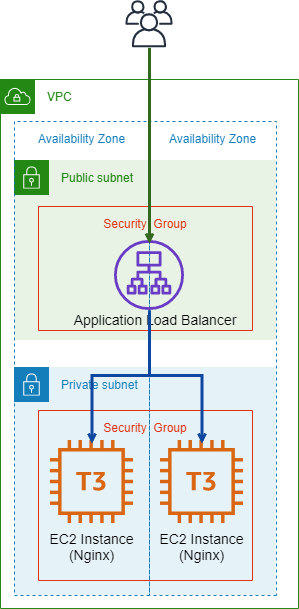 VPC
Availability Zone
Availability Zone
Public subnet
Security Group
Application Load Balancer
Private subnet
Security Group
T3
T3
EC2 Instance
(Nginx)
EC2 Instance
(Nginx)